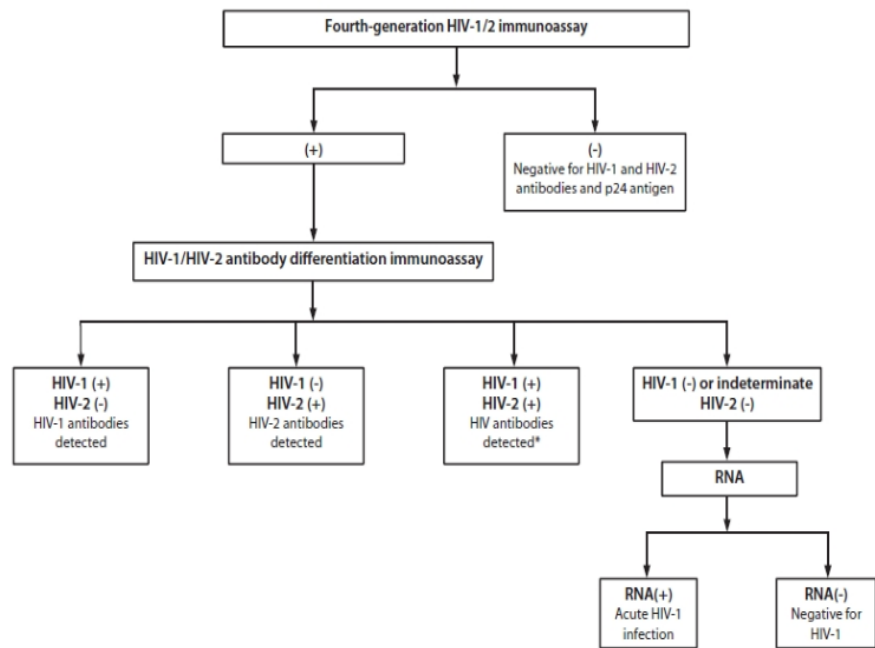 Fourth-generation HIV-1/2 immunoassay
(+)
(-)
Negative for HIV-1 and HIV-2
antibodies and p24 antigen
HIV-1/HIV-2 antibody differentiation immunoassay
HIV-1 (+)
HIV-2 (-)
HIV-1 antibodies
detected
HIV-1 (-)
HIV-2 (+)
HIV-2 antibodies
detected
HIV-1 (+)
HIV-2 (+)
HIV antibodies
detected*
HIV-1 (-) or indeterminate
HIV-2 (-)
RNA
RNA(+)
Acute HIV-1
infection
RNA(-)
Negative for
HIV-1